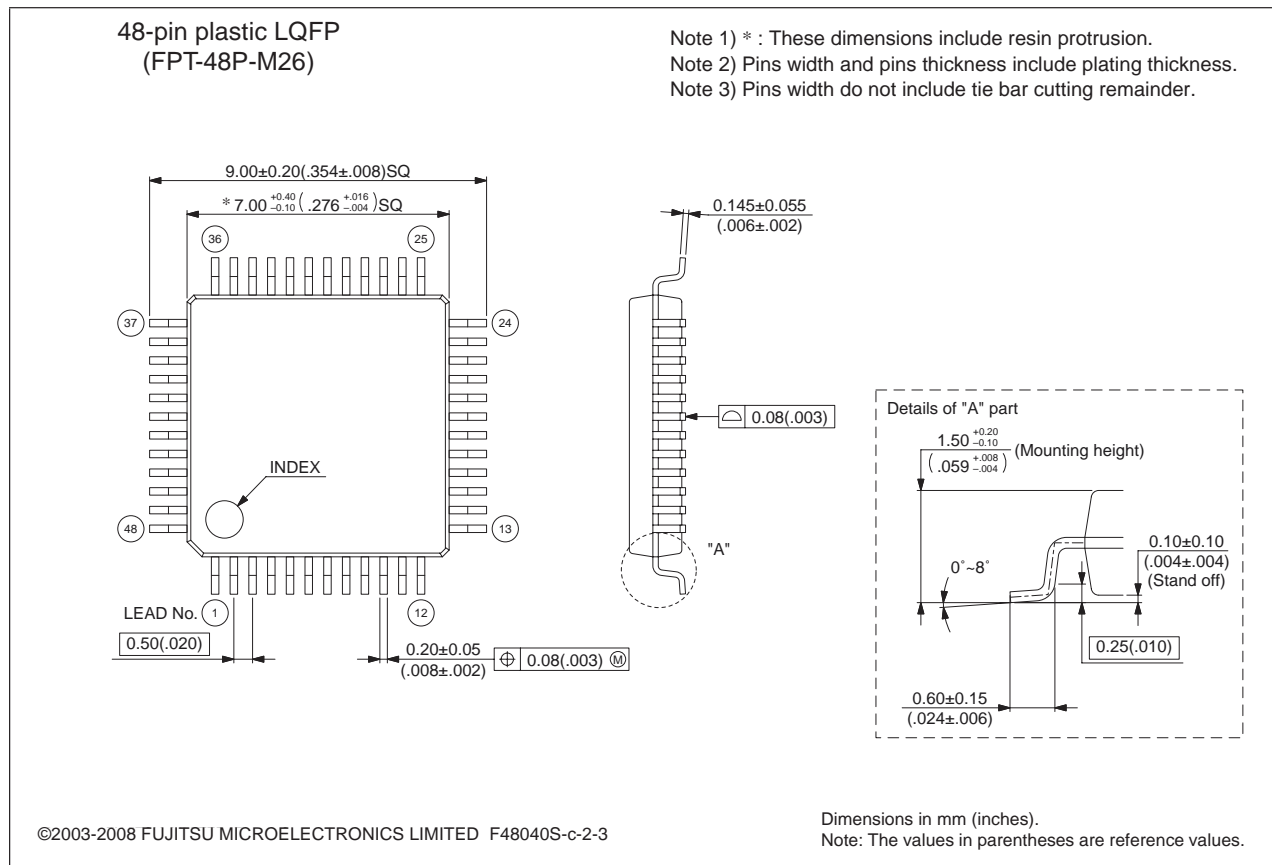 48-pin plastic LQFP
(FPT-48P-M26)
Note 1) * : These dimensions include resin protrusion.
Note 2) Pins width and pins thickness include plating thickness.
Note 3) Pins width do not include tie bar cutting remainder.
9.00±0.20(.354±.008)SQ
* 7.00 +0.40 –0.10 ( .276 +.016 –.004 )SQ
0.145±0.055
(.006±.002)
36
25
37
24
0.08(.003)
Details of "A" part
1.50 +0.20 –0.10 (Mounting height)
( .059 +.008 –.004 )
INDEX
48
13
"A"
0°~8°
0.10±0.10
(.004±.004)
(Stand off)
LEAD No. 1
12
0.50(.020)
0.20±0.05
(.008±.002)
⌖ 0.08(.003) Ⓜ
0.25(.010)
0.60±0.15
(.024±.006)
©2003-2008 FUJITSU MICROELECTRONICS LIMITED F48040S-c-2-3
Dimensions in mm (inches).
Note: The values in parentheses are reference values.